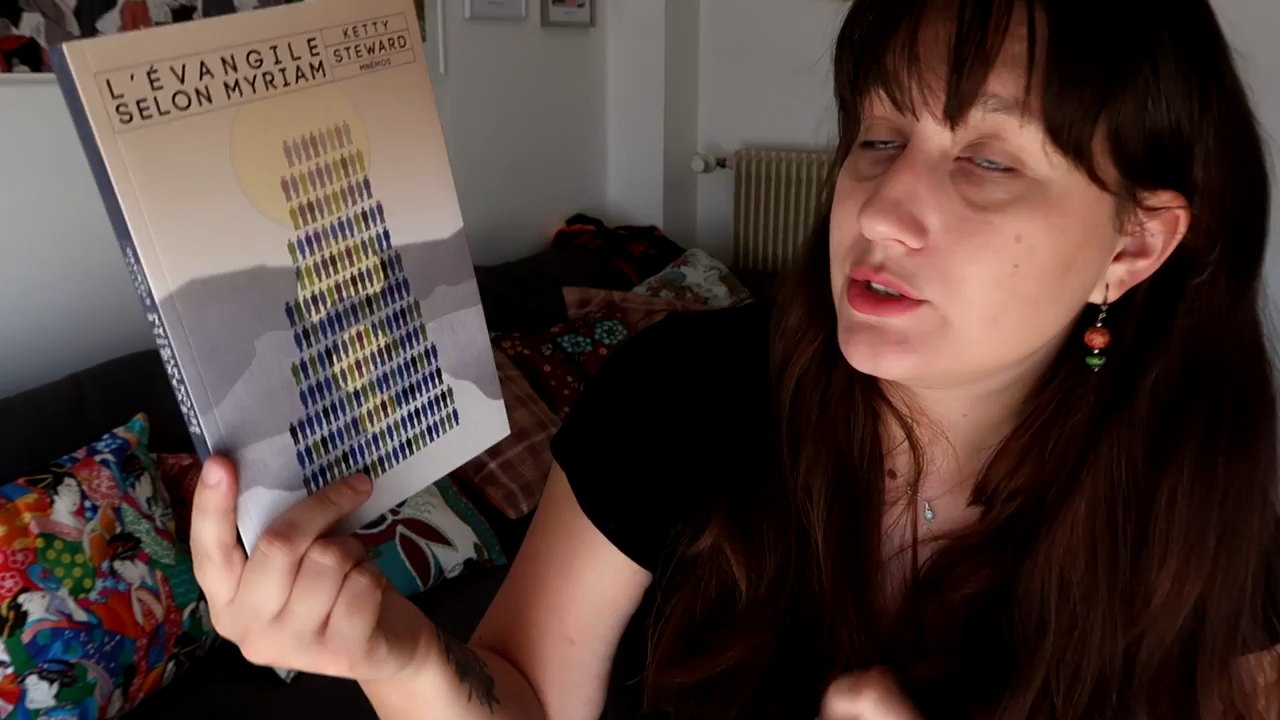 L'ÉVANGILE
SELON MYRIAM
KETTY
STEWARD
MNÉMOS